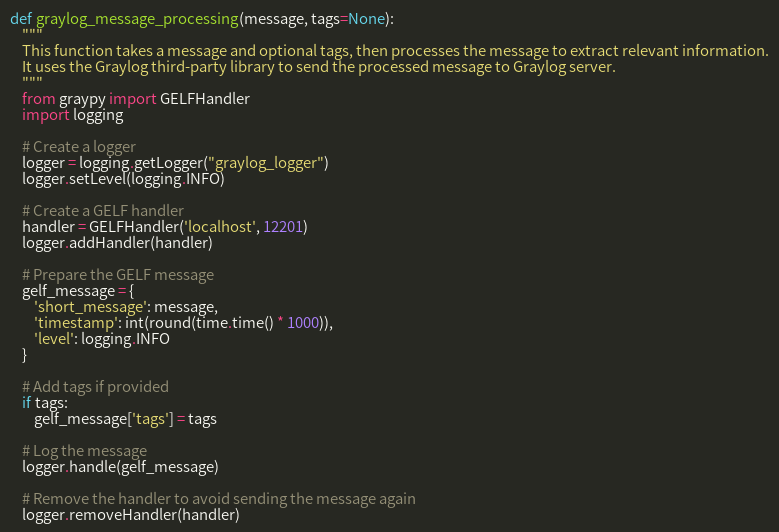 def graylog_message_processing(message, tags=None):
"""
This function takes a message and optional tags, then processes the message to extract relevant information.
It uses the Graylog third-party library to send the processed message to Graylog server.
"""
from graypy import GELFHandler
import logging
# Create a logger
logger = logging.getLogger("graylog_logger")
logger.setLevel(logging.INFO)
# Create a GELF handler
handler = GELFHandler('localhost', 12201)
logger.addHandler(handler)
# Prepare the GELF message
gelf_message = {
'short_message': message,
'timestamp': int(round(time.time() * 1000)),
'level': logging.INFO
}
# Add tags if provided
if tags:
gelf_message['tags'] = tags
# Log the message
logger.handle(gelf_message)
# Remove the handler to avoid sending the message again
logger.removeHandler(handler)